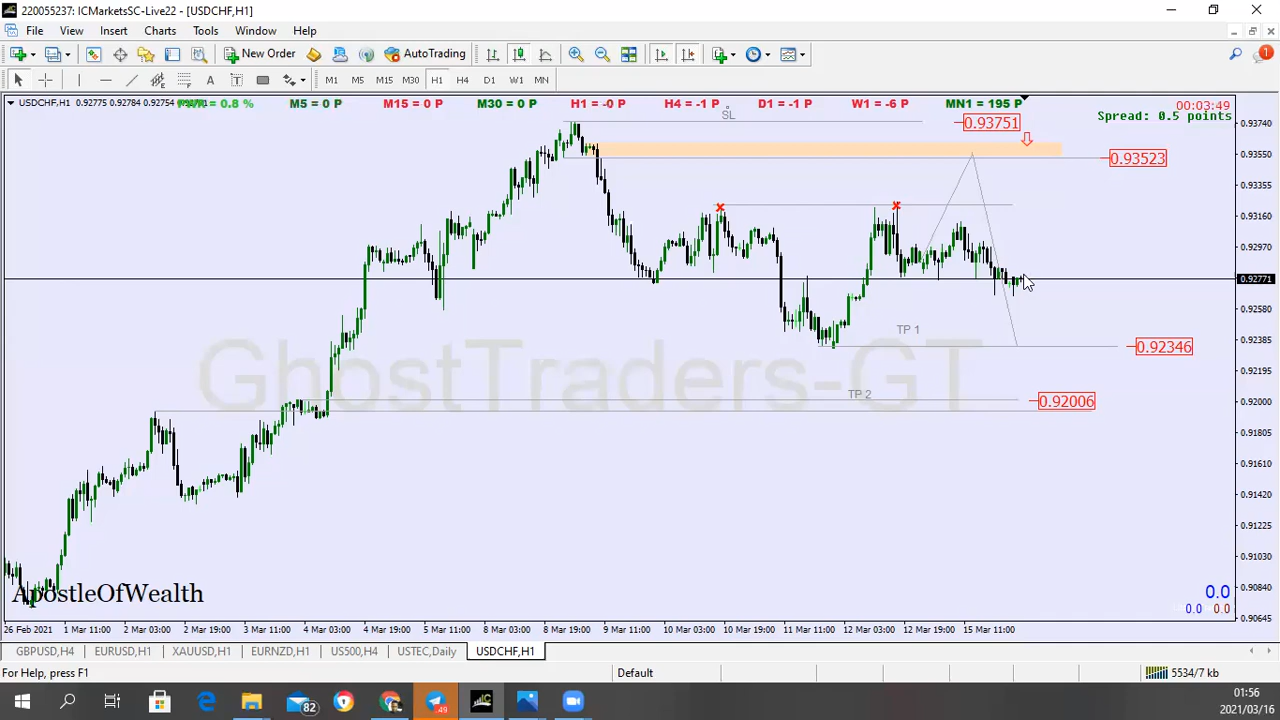 220055237: ICMarketsSC-Live22 - [USDCHF,H1]
File View Insert Charts Tools Window Help
New Order AutoTrading
A T M1 M5 M15 M30 H1 H4 D1 W1 MN 1
USDCHF,H1 0.92775 0.92784 0.92754 M5 = 0 P M15 = 0 P M30 = 0 P H1 = -0 P H4 = -1 P D1 = -1 P W1 = -6 P MN1 = 195 P 00:03:49
Spread: 0.5 points
SL
0.93751
0.93740
0.93523
0.93550
0.93355
0.93160
0.92970
0.92771
0.92580
TP 1
0.92346
0.92385
GhostTraders-GT
0.92195
TP 2
0.92006
0.92000
0.91805
0.91610
0.91420
0.91225
0.91030
0.90840
ApostleOfWealth
0.0
0.0 0.0
0.90645
26 Feb 2021 1 Mar 11:00 2 Mar 03:00 2 Mar 19:00 3 Mar 11:00 4 Mar 03:00 4 Mar 19:00 5 Mar 11:00 8 Mar 03:00 8 Mar 19:00 9 Mar 11:00 10 Mar 03:00 10 Mar 19:00 11 Mar 11:00 12 Mar 03:00 12 Mar 19:00 15 Mar 11:00
GBPUSD,H4 EURUSD,H1 XAUUSD,H1 EURNZD,H1 US500,H4 USTEC,Daily USDCHF,H1
For Help, press F1 Default 5534/7 kb
82 49 01:56
2021/03/16